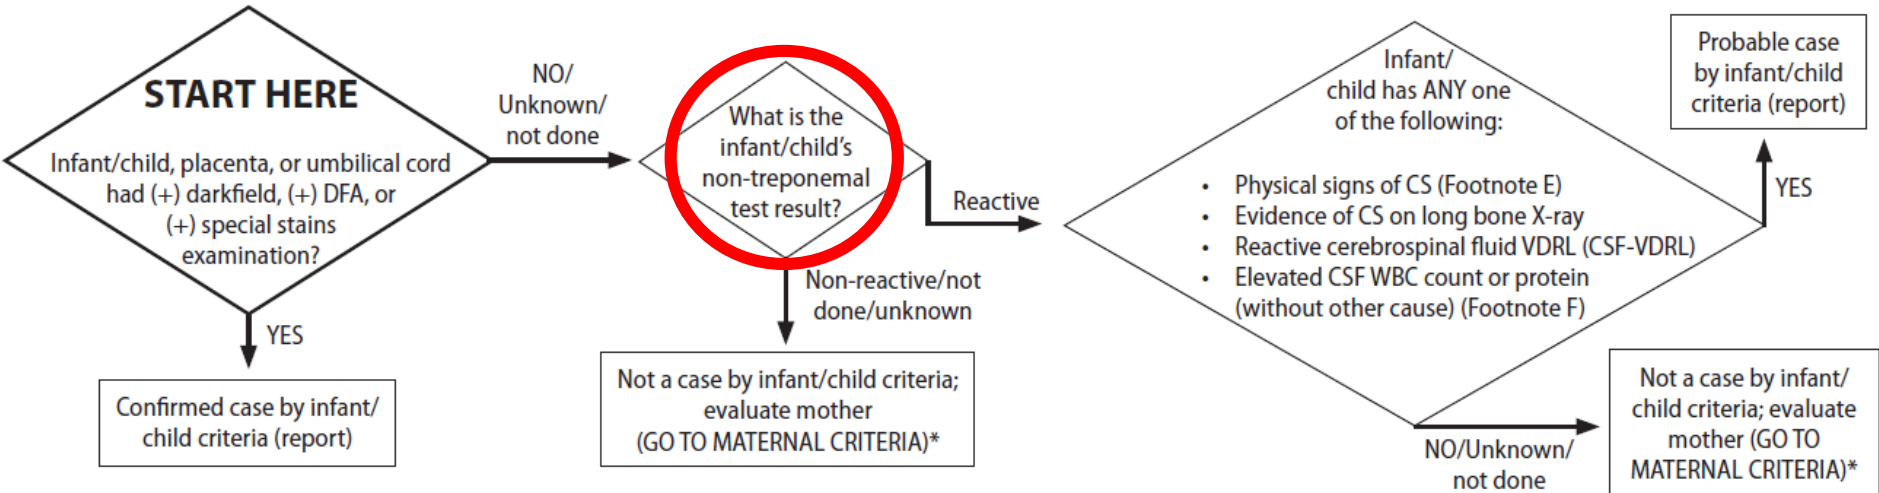 START HERE
Infant/child, placenta, or umbilical cord
had (+) darkfield, (+) DFA, or
(+) special stains
examination?
YES
Confirmed case by infant/
child criteria (report)
NO/
Unknown/
not done
What is the
infant/child's
non-treponemal
test result?
Non-reactive/not
done/unknown
Not a case by infant/child criteria;
evaluate mother
(GO TO MATERNAL CRITERIA)*
Reactive
Infant/
child has ANY one
of the following:
• Physical signs of CS (Footnote E)
• Evidence of CS on long bone X-ray
• Reactive cerebrospinal fluid VDRL (CSF-VDRL)
• Elevated CSF WBC count or protein
(without other cause) (Footnote F)
YES
Probable case
by infant/child
criteria (report)
NO/Unknown/
not done
Not a case by infant/
child criteria; evaluate
mother (GO TO
MATERNAL CRITERIA)*